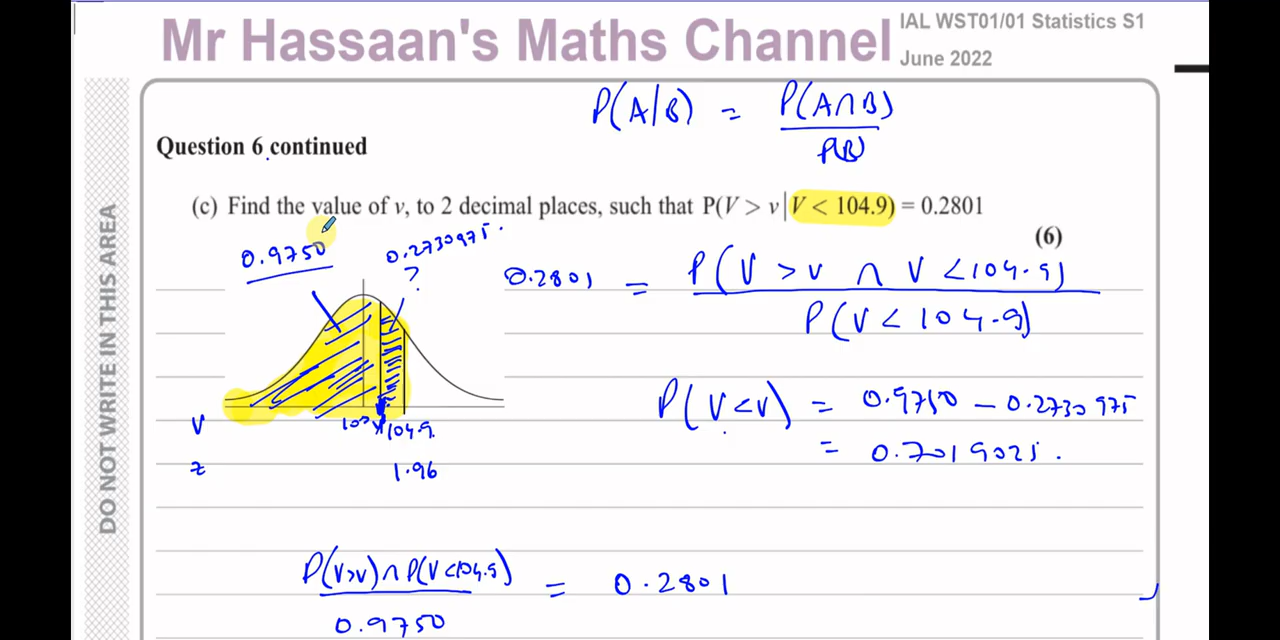 Mr Hassaan's Maths Channel
IAL WST01/01 Statistics S1
June 2022
DO NOT WRITE IN THIS AREA
P(A|B) = P(A∩B)
P(B)
Question 6 continued
(c) Find the value of v, to 2 decimal places, such that P(V > v | V < 104.9) = 0.2801
(6)
0.9750
0.2730975.
?
0.2801 = P(V > v ∩ V < 104.9)
P(V < 104.9)
P(V < v) = 0.9750 - 0.2730975
= 0.7019025.
V 100 v 104.9
z 1.96
P(V>v) ∩ P(V<104.9) = 0.2801
0.9750